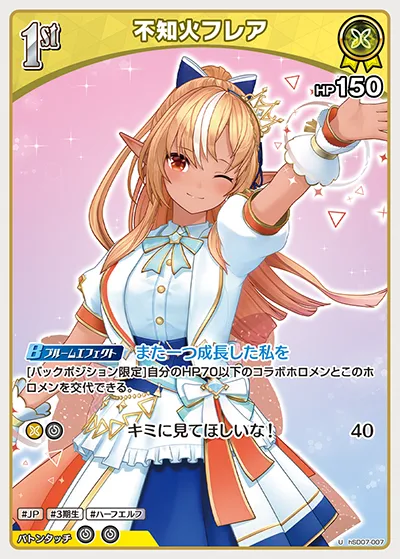 1st
不知火フレア
HP 150
B ブルームエフェクト また一つ成長した私を
[バックポジション限定]自分のHP70以下のコラボホロメンとこのホ
ロメンを交代できる。
キミに見てほしいな! 40
#JP #3期生 #ハーフエルフ
バトンタッチ
U hSD07-007